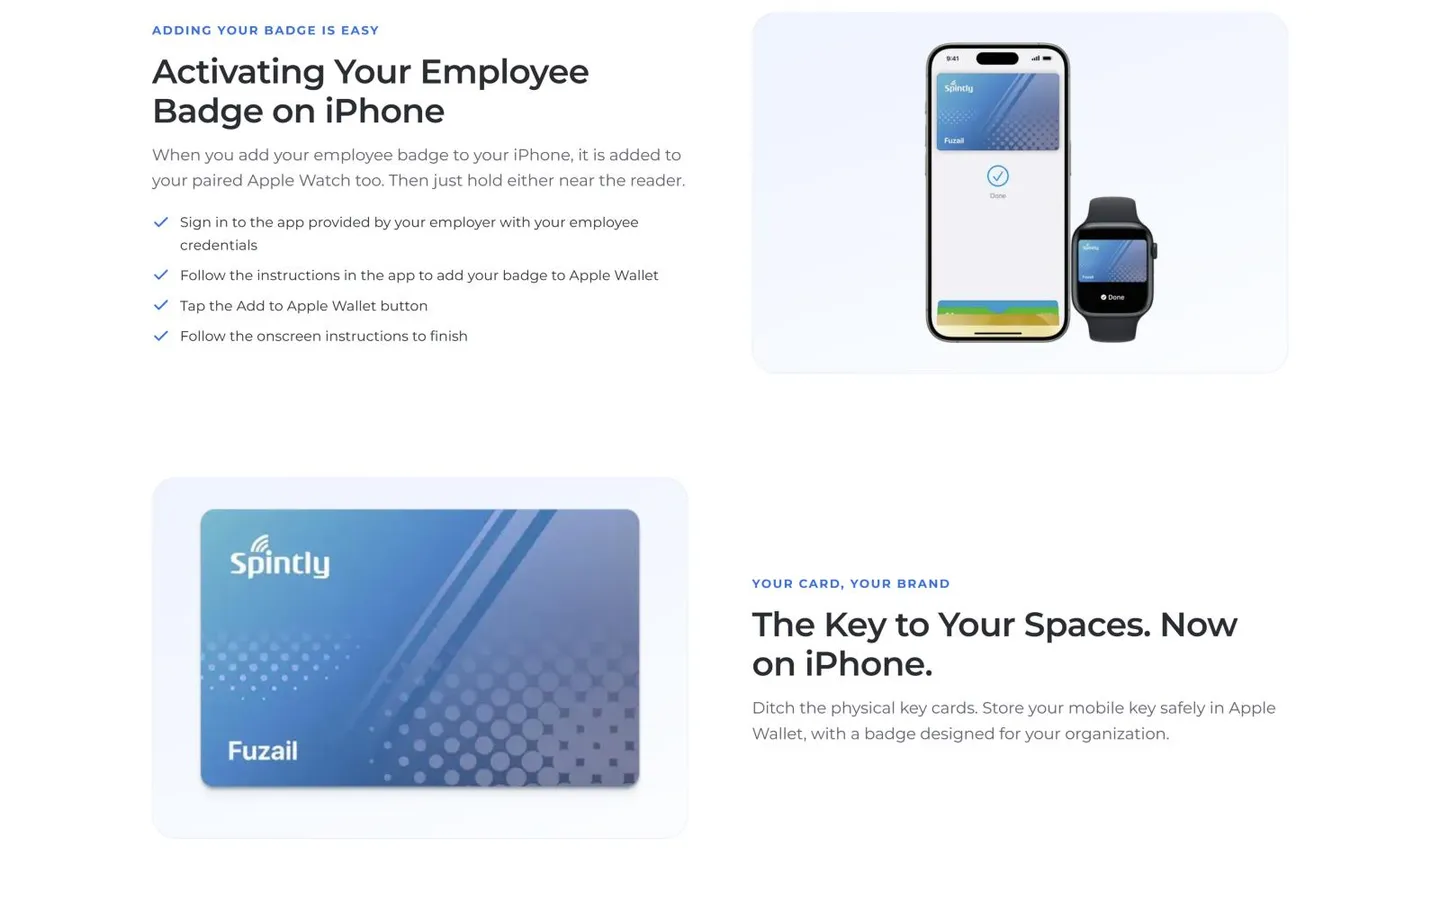 ADDING YOUR BADGE IS EASY
Activating Your Employee
Badge on iPhone
When you add your employee badge to your iPhone, it is added to
your paired Apple Watch too. Then just hold either near the reader.
Sign in to the app provided by your employer with your employee
credentials
Follow the instructions in the app to add your badge to Apple Wallet
Tap the Add to Apple Wallet button
Follow the onscreen instructions to finish
9:41
Spintly
Fuzail
Done
Spintly
Fuzail
Done
Spintly
Fuzail
YOUR CARD, YOUR BRAND
The Key to Your Spaces. Now
on iPhone.
Ditch the physical key cards. Store your mobile key safely in Apple
Wallet, with a badge designed for your organization.